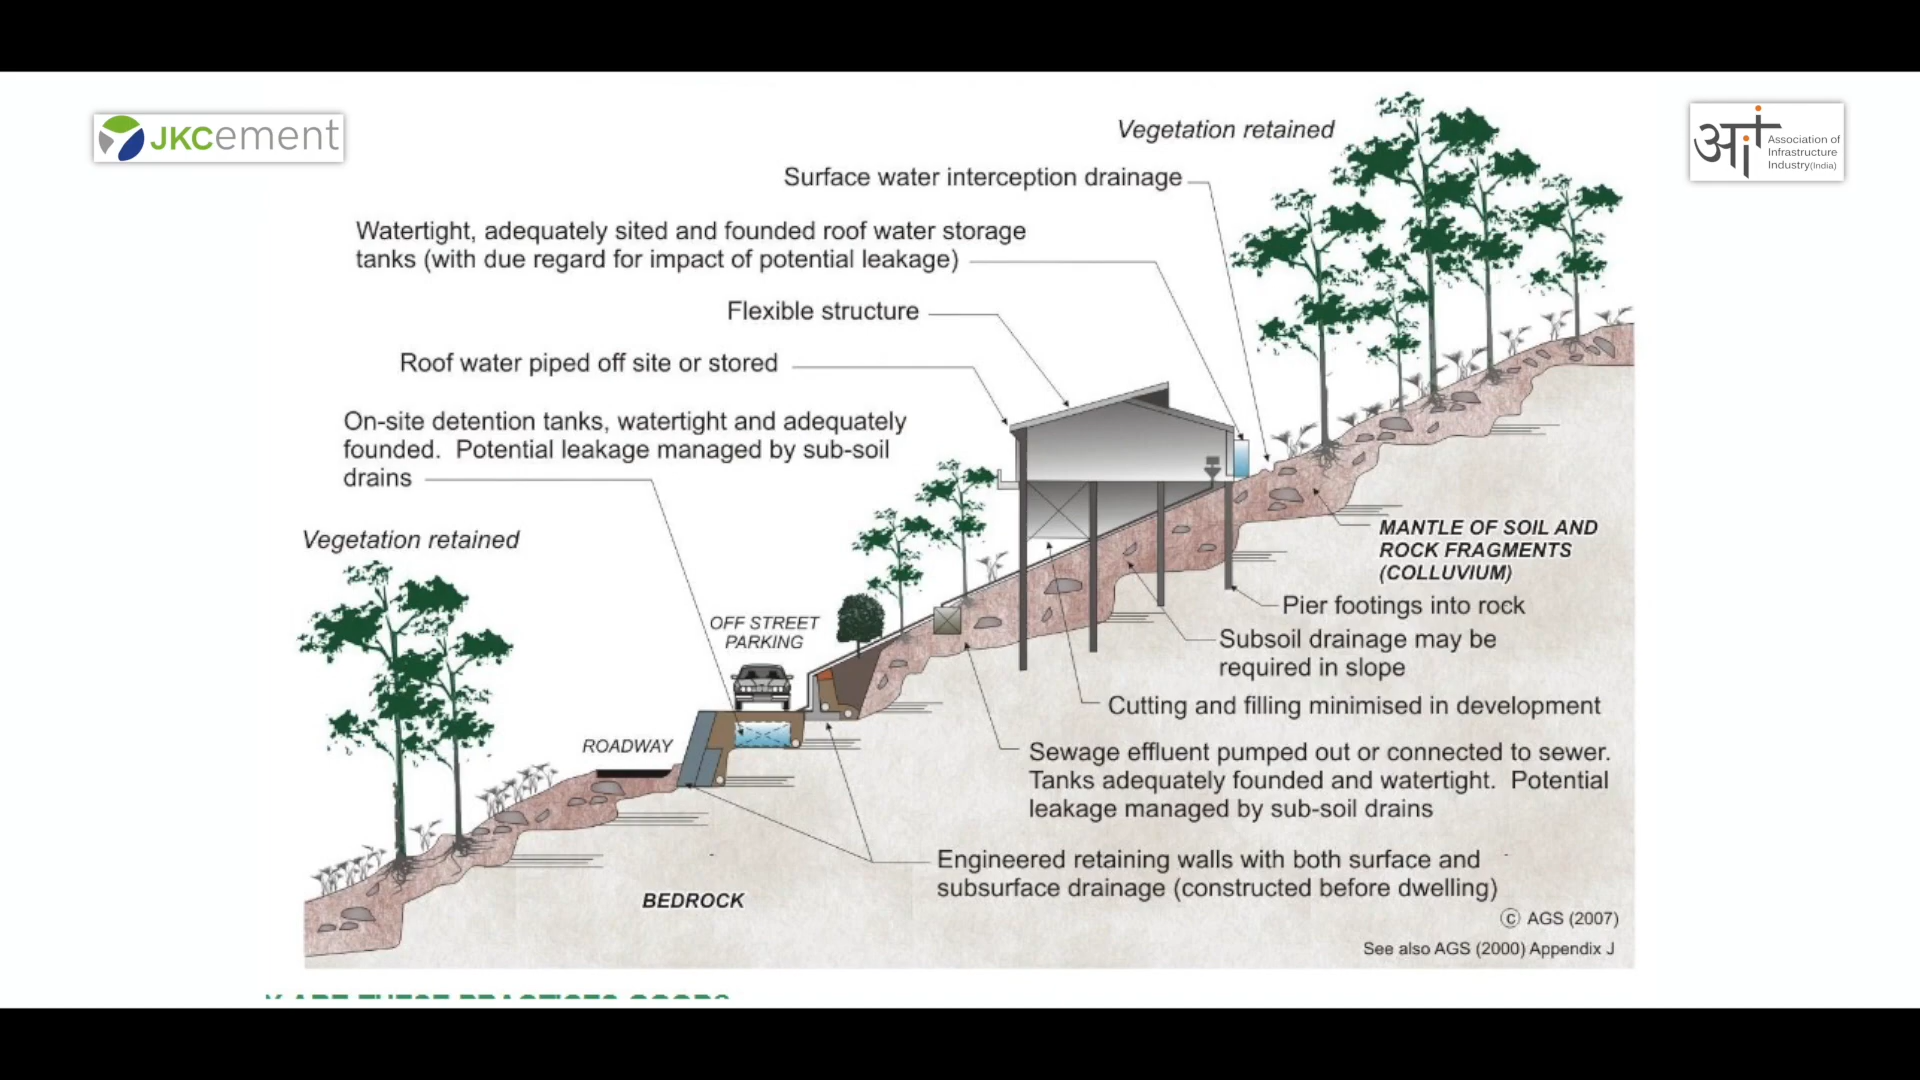 JKCement
अAiT
Association of
Infrastructure
Industry(India)
Vegetation retained
Surface water interception drainage
Watertight, adequately sited and founded roof water storage
tanks (with due regard for impact of potential leakage)
Flexible structure
Roof water piped off site or stored
On-site detention tanks, watertight and adequately
founded. Potential leakage managed by sub-soil
drains
Vegetation retained
MANTLE OF SOIL AND
ROCK FRAGMENTS
(COLLUVIUM)
Pier footings into rock
OFF STREET
PARKING
Subsoil drainage may be
required in slope
Cutting and filling minimised in development
ROADWAY
Sewage effluent pumped out or connected to sewer.
Tanks adequately founded and watertight. Potential
leakage managed by sub-soil drains
Engineered retaining walls with both surface and
subsurface drainage (constructed before dwelling)
BEDROCK
© AGS (2007)
See also AGS (2000) Appendix J
ARE THESE PRACTICES GOOD?